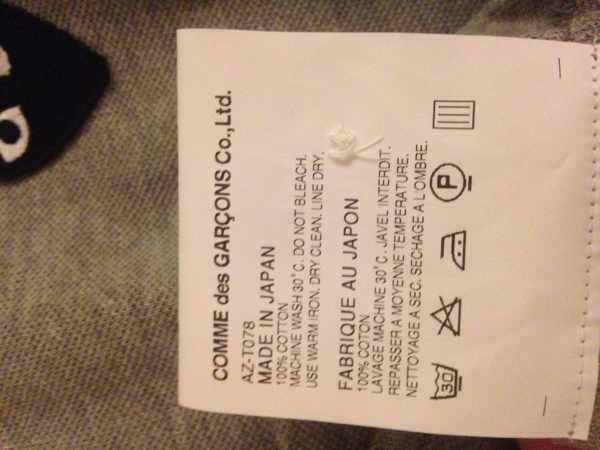 COMME des GARÇONS Co.,Ltd.
AZ-T078
MADE IN JAPAN
100% COTTON
MACHINE WASH 30°C. DO NOT BLEACH.
USE WARM IRON. DRY CLEAN. LINE DRY.
FABRIQUE AU JAPON
100% COTON
LAVAGE MACHINE 30°C. JAVEL INTERDIT.
REPASSER A MOYENNE TEMPERATURE.
NETTOYAGE A SEC. SECHAGE A L'OMBRE.
30 P